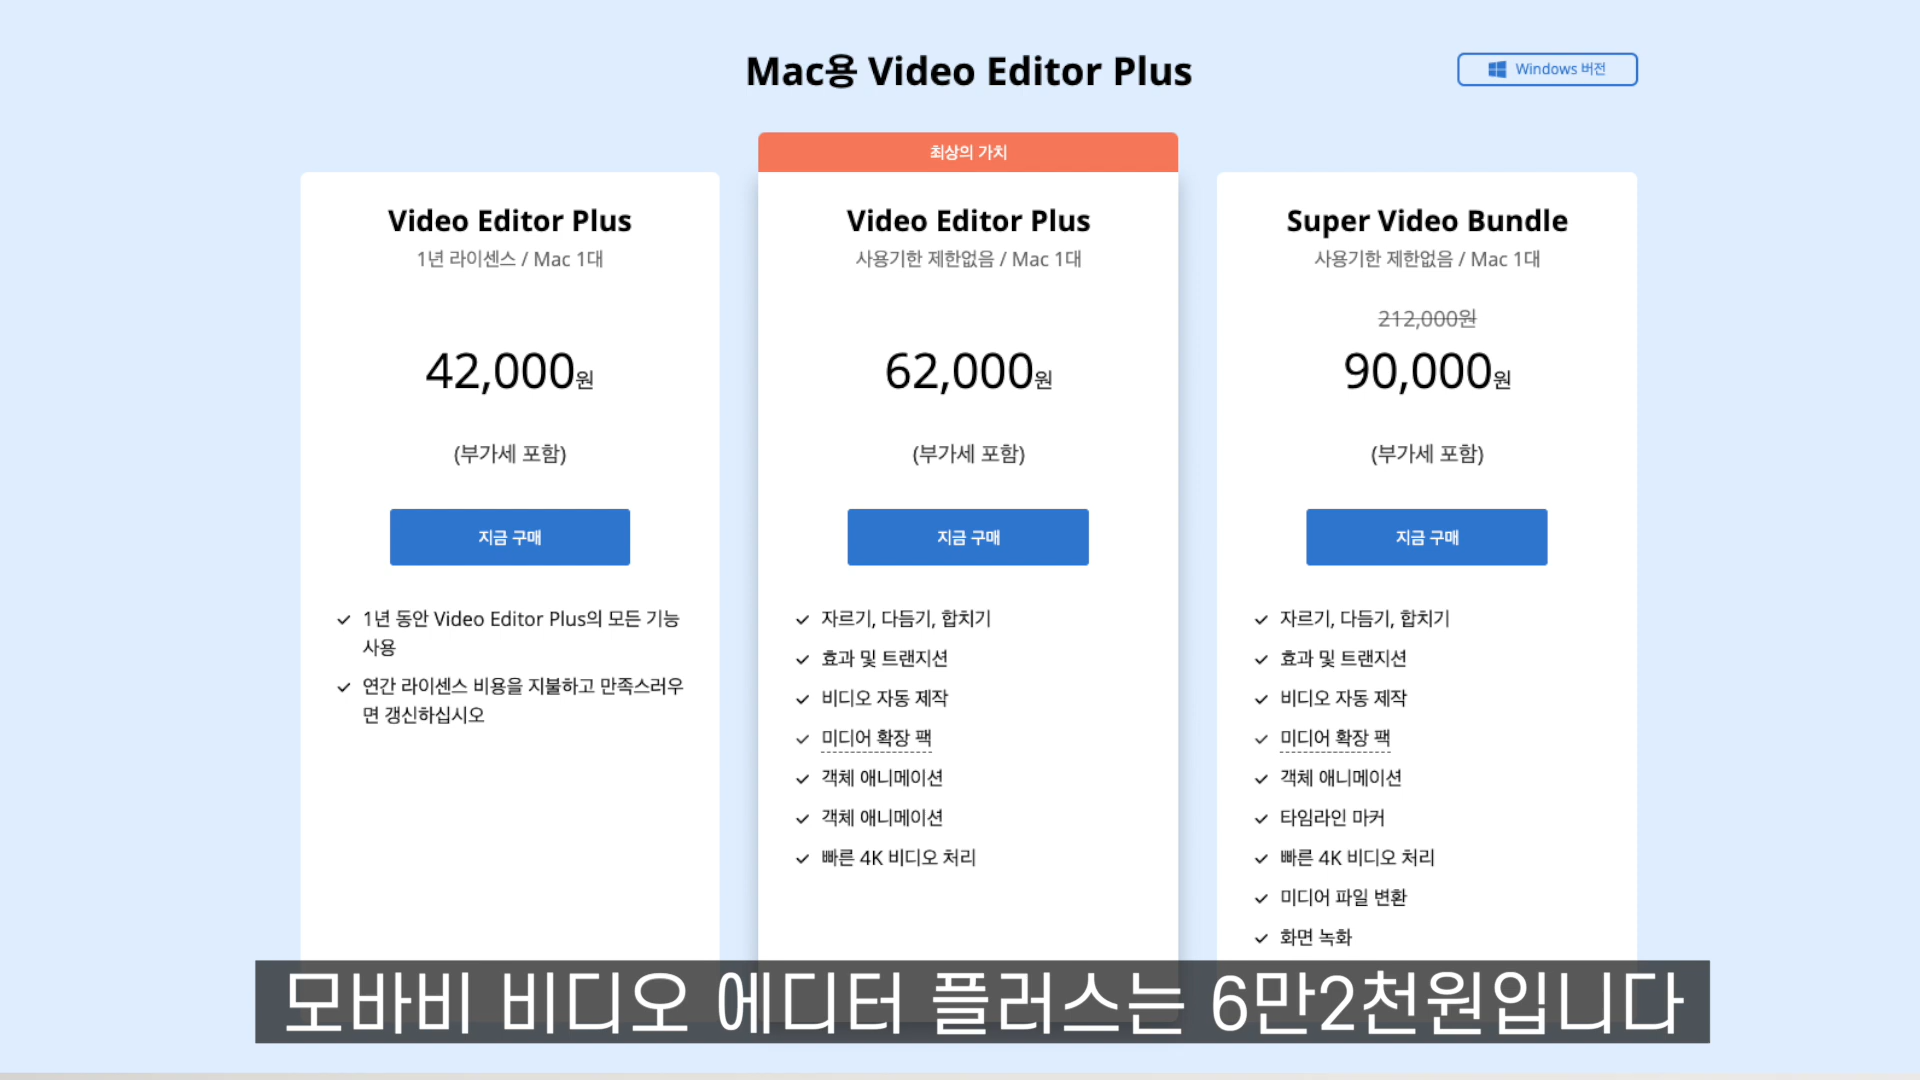 Mac용 Video Editor Plus
Windows 버전
최상의 가치
Video Editor Plus
1년 라이센스 / Mac 1대
42,000원
(부가세 포함)
지금 구매
1년 동안 Video Editor Plus의 모든 기능
사용
연간 라이센스 비용을 지불하고 만족스러우
면 갱신하십시오
Video Editor Plus
사용기한 제한없음 / Mac 1대
62,000원
(부가세 포함)
지금 구매
자르기, 다듬기, 합치기
효과 및 트랜지션
비디오 자동 제작
미디어 확장 팩
객체 애니메이션
객체 애니메이션
빠른 4K 비디오 처리
Super Video Bundle
사용기한 제한없음 / Mac 1대
212,000원
90,000원
(부가세 포함)
지금 구매
자르기, 다듬기, 합치기
효과 및 트랜지션
비디오 자동 제작
미디어 확장 팩
객체 애니메이션
타임라인 마커
빠른 4K 비디오 처리
미디어 파일 변환
화면 녹화
모바비 비디오 에디터 플러스는 6만2천원입니다